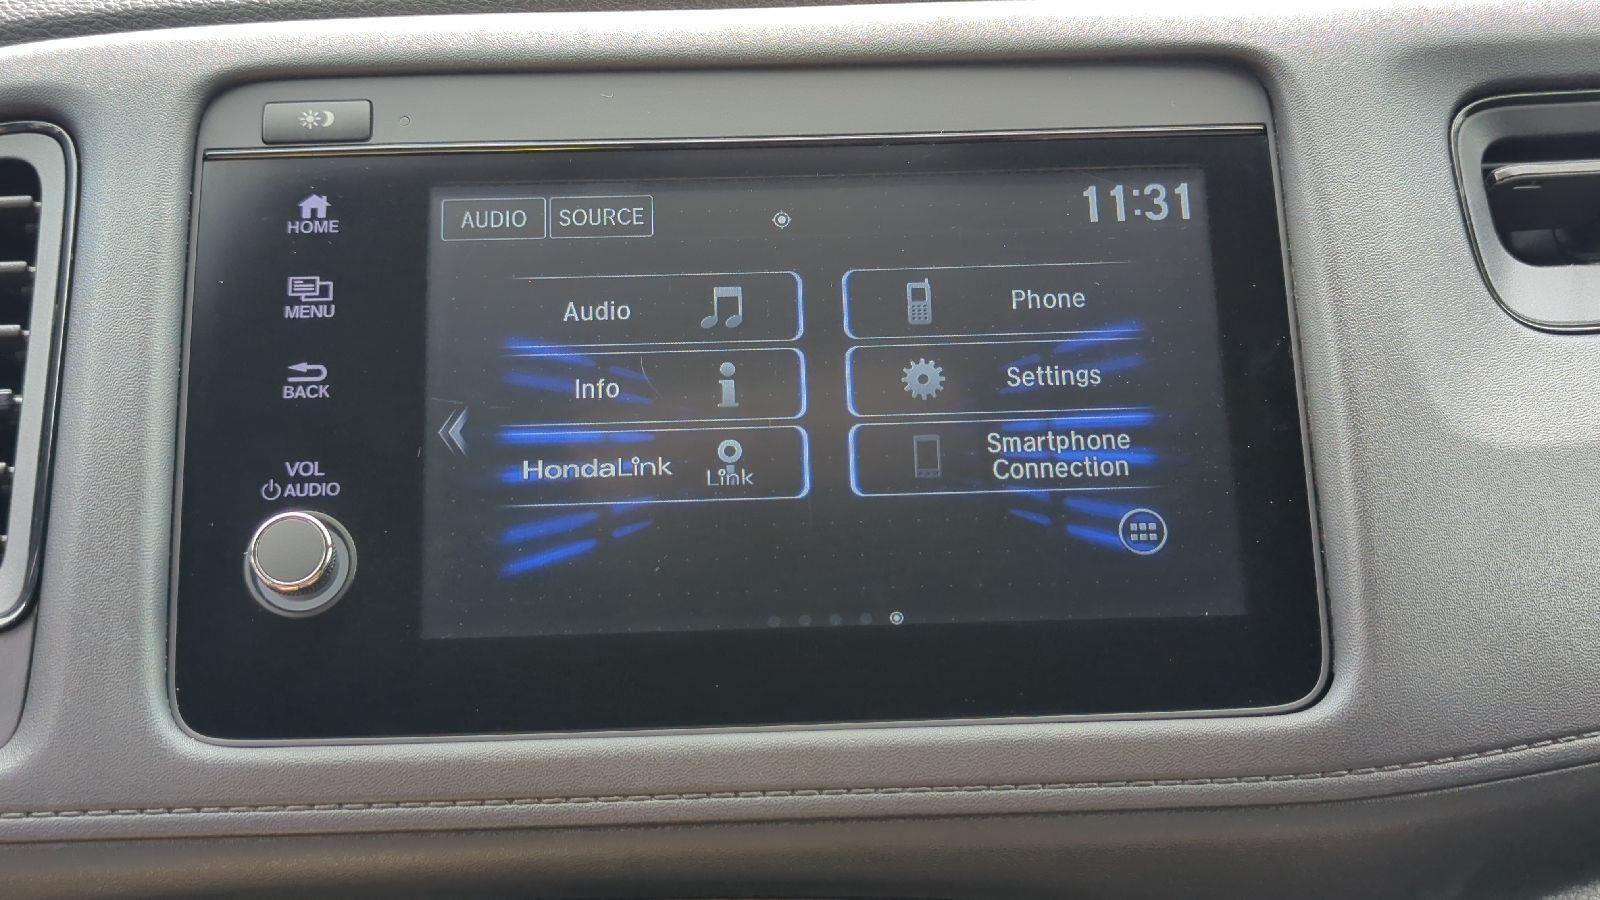 HOME
MENU
BACK
VOL
AUDIO
AUDIO
SOURCE
11:31
Audio
Phone
Info
Settings
HondaLink
Link
Smartphone
Connection